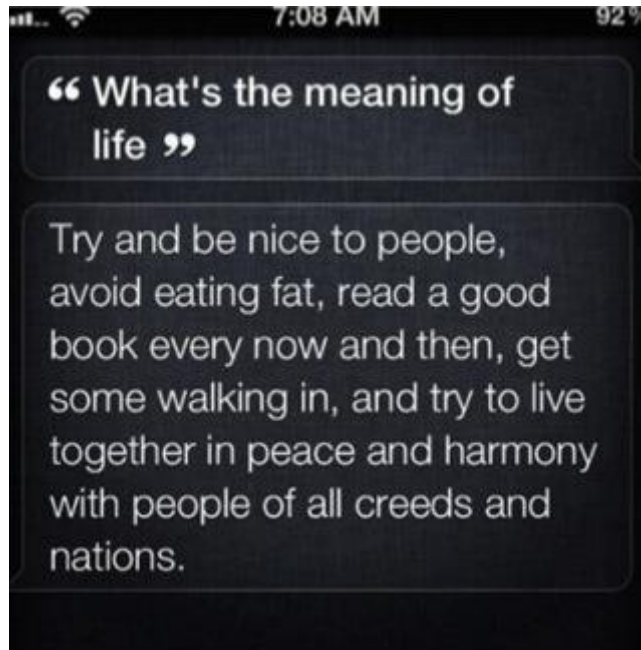 7:08 AM 92%
“ What's the meaning of
life ”
Try and be nice to people,
avoid eating fat, read a good
book every now and then, get
some walking in, and try to live
together in peace and harmony
with people of all creeds and
nations.